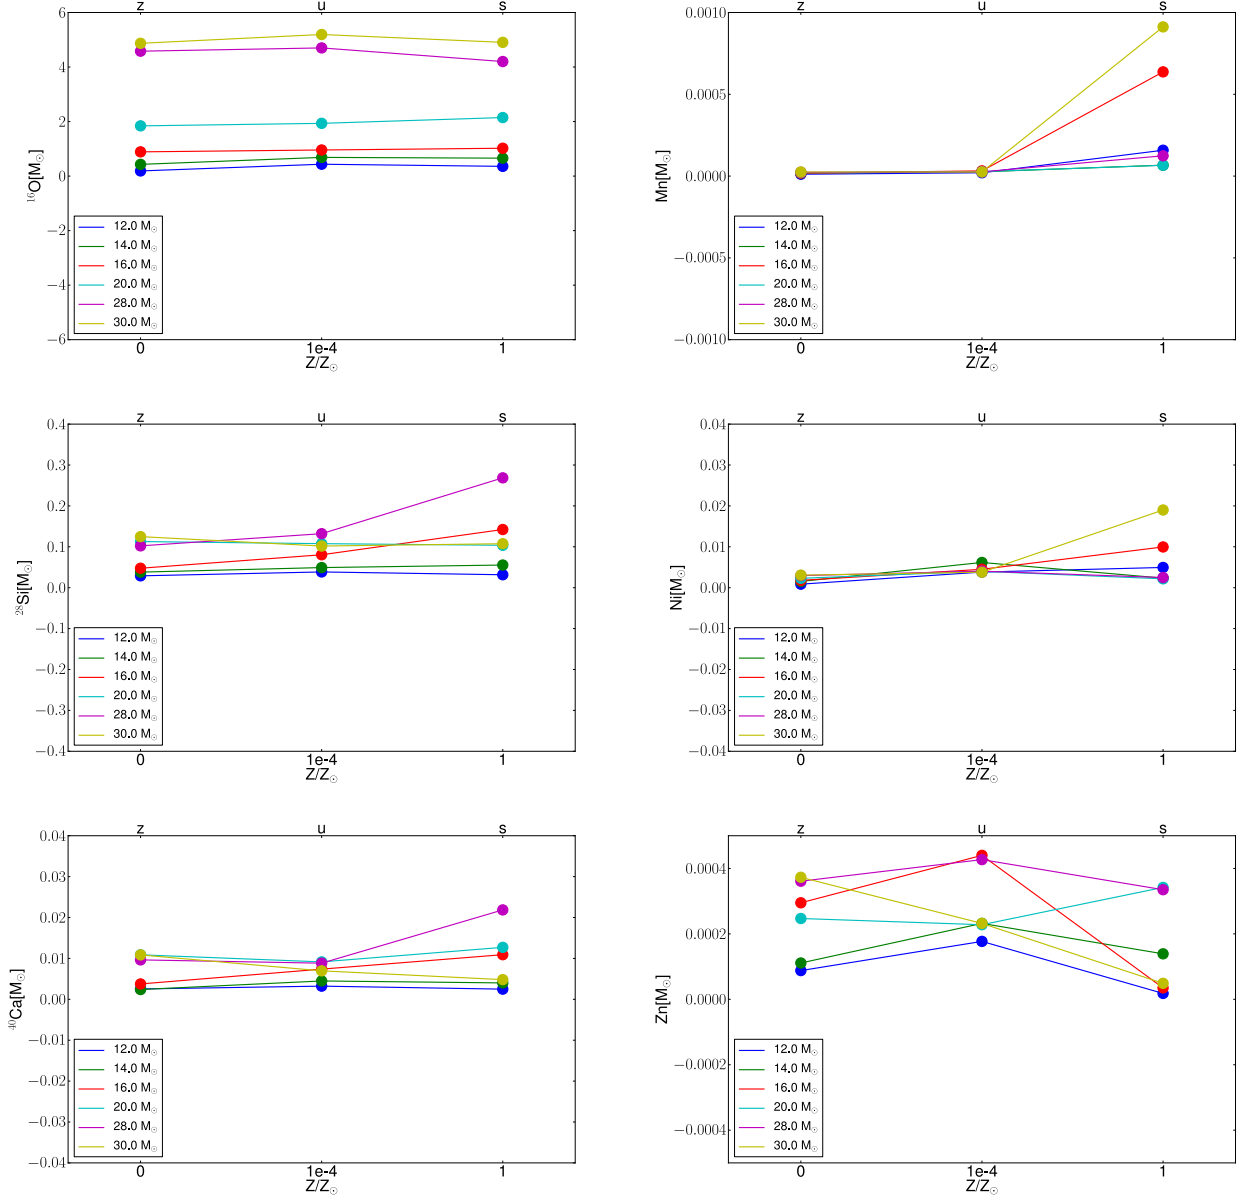 z u s
6
4
2
0
−2
−4
−6
¹⁶O[M☉]
12.0 M☉
14.0 M☉
16.0 M☉
20.0 M☉
28.0 M☉
30.0 M☉
0 1e-4 1
Z/Z☉
z u s
0.0010
0.0005
0.0000
−0.0005
−0.0010
Mn[M☉]
12.0 M☉
14.0 M☉
16.0 M☉
20.0 M☉
28.0 M☉
30.0 M☉
0 1e-4 1
Z/Z☉
z u s
0.4
0.3
0.2
0.1
0.0
−0.1
−0.2
−0.3
−0.4
²⁸Si[M☉]
12.0 M☉
14.0 M☉
16.0 M☉
20.0 M☉
28.0 M☉
30.0 M☉
0 1e-4 1
Z/Z☉
z u s
0.04
0.03
0.02
0.01
0.00
−0.01
−0.02
−0.03
−0.04
Ni[M☉]
12.0 M☉
14.0 M☉
16.0 M☉
20.0 M☉
28.0 M☉
30.0 M☉
0 1e-4 1
Z/Z☉
z u s
0.04
0.03
0.02
0.01
0.00
−0.01
−0.02
−0.03
−0.04
⁴⁰Ca[M☉]
12.0 M☉
14.0 M☉
16.0 M☉
20.0 M☉
28.0 M☉
30.0 M☉
0 1e-4 1
Z/Z☉
z u s
0.0004
0.0002
0.0000
−0.0002
−0.0004
Zn[M☉]
12.0 M☉
14.0 M☉
16.0 M☉
20.0 M☉
28.0 M☉
30.0 M☉
0 1e-4 1
Z/Z☉